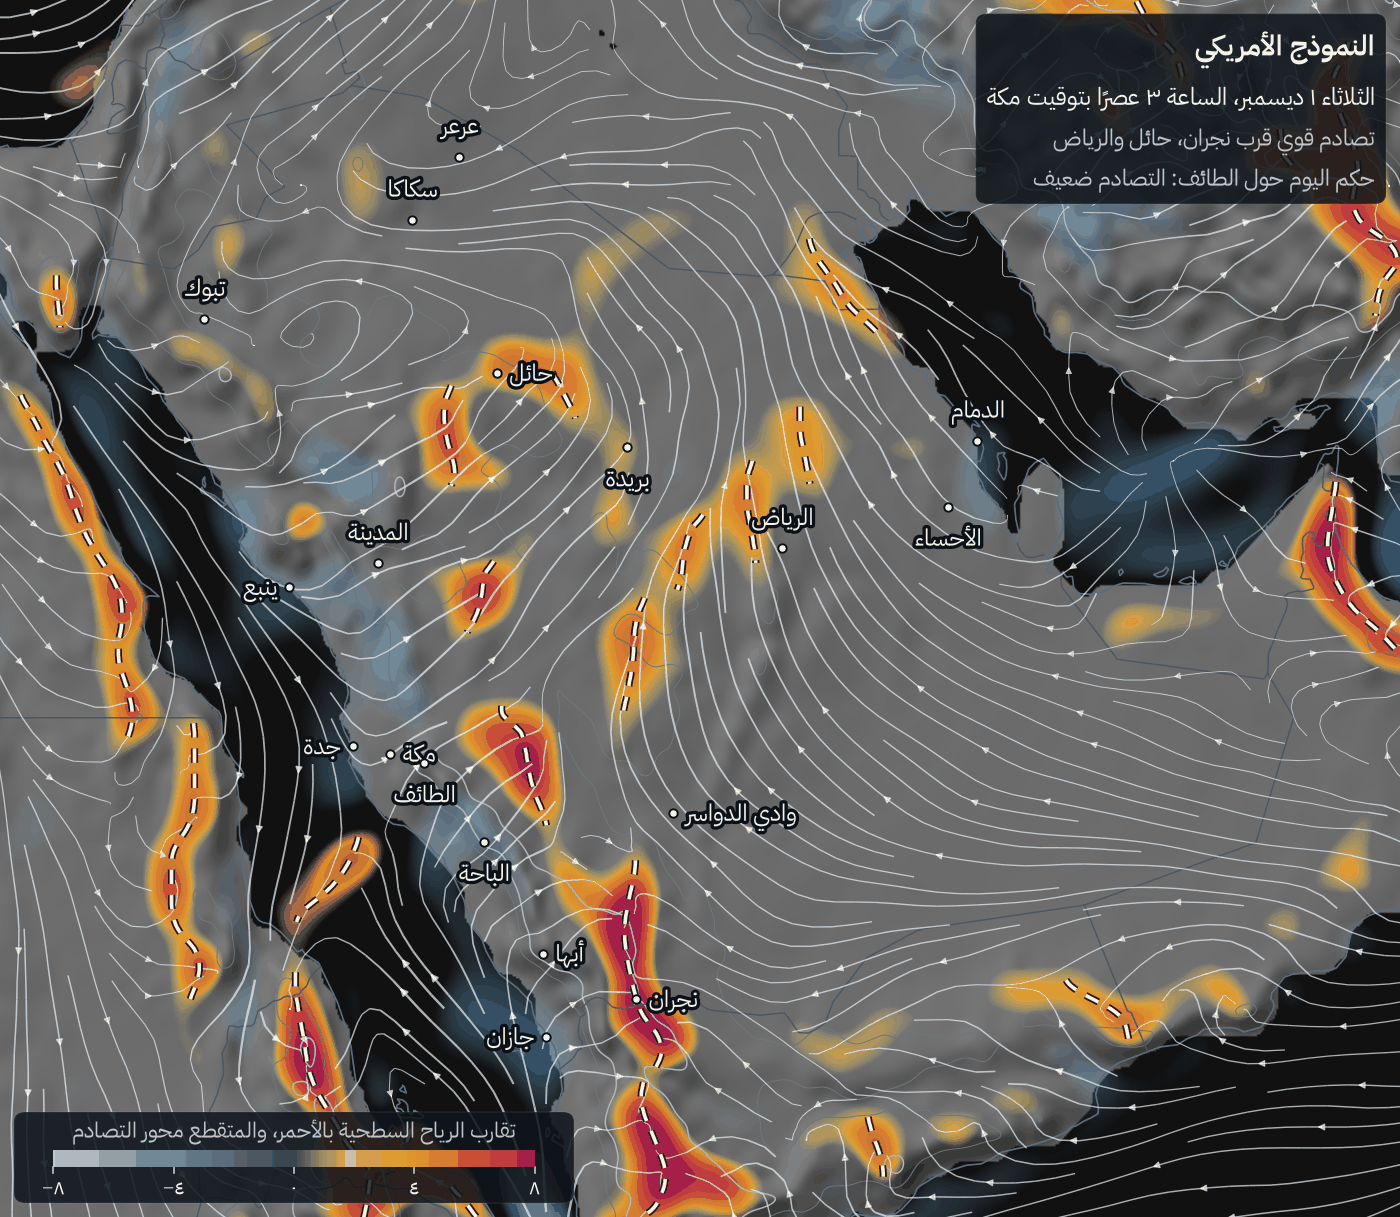 النموذج الأمريكي
الثلاثاء ١ ديسمبر، الساعة ٣ عصرًا بتوقيت مكة
تصادم قوي قرب نجران، حائل والرياض
حكم اليوم حول الطائف: التصادم ضعيف
عرعر
سكاكا
تبوك
حائل
الدمام
بريدة
الرياض
الأحساء
المدينة
ينبع
جدة
مكة
الطائف
وادي الدواسر
الباحة
أبها
نجران
جازان
تقارب الرياح السطحية بالأحمر، والمتقطع محور التصادم
−٨ −٤ ٠ ٤ ٨